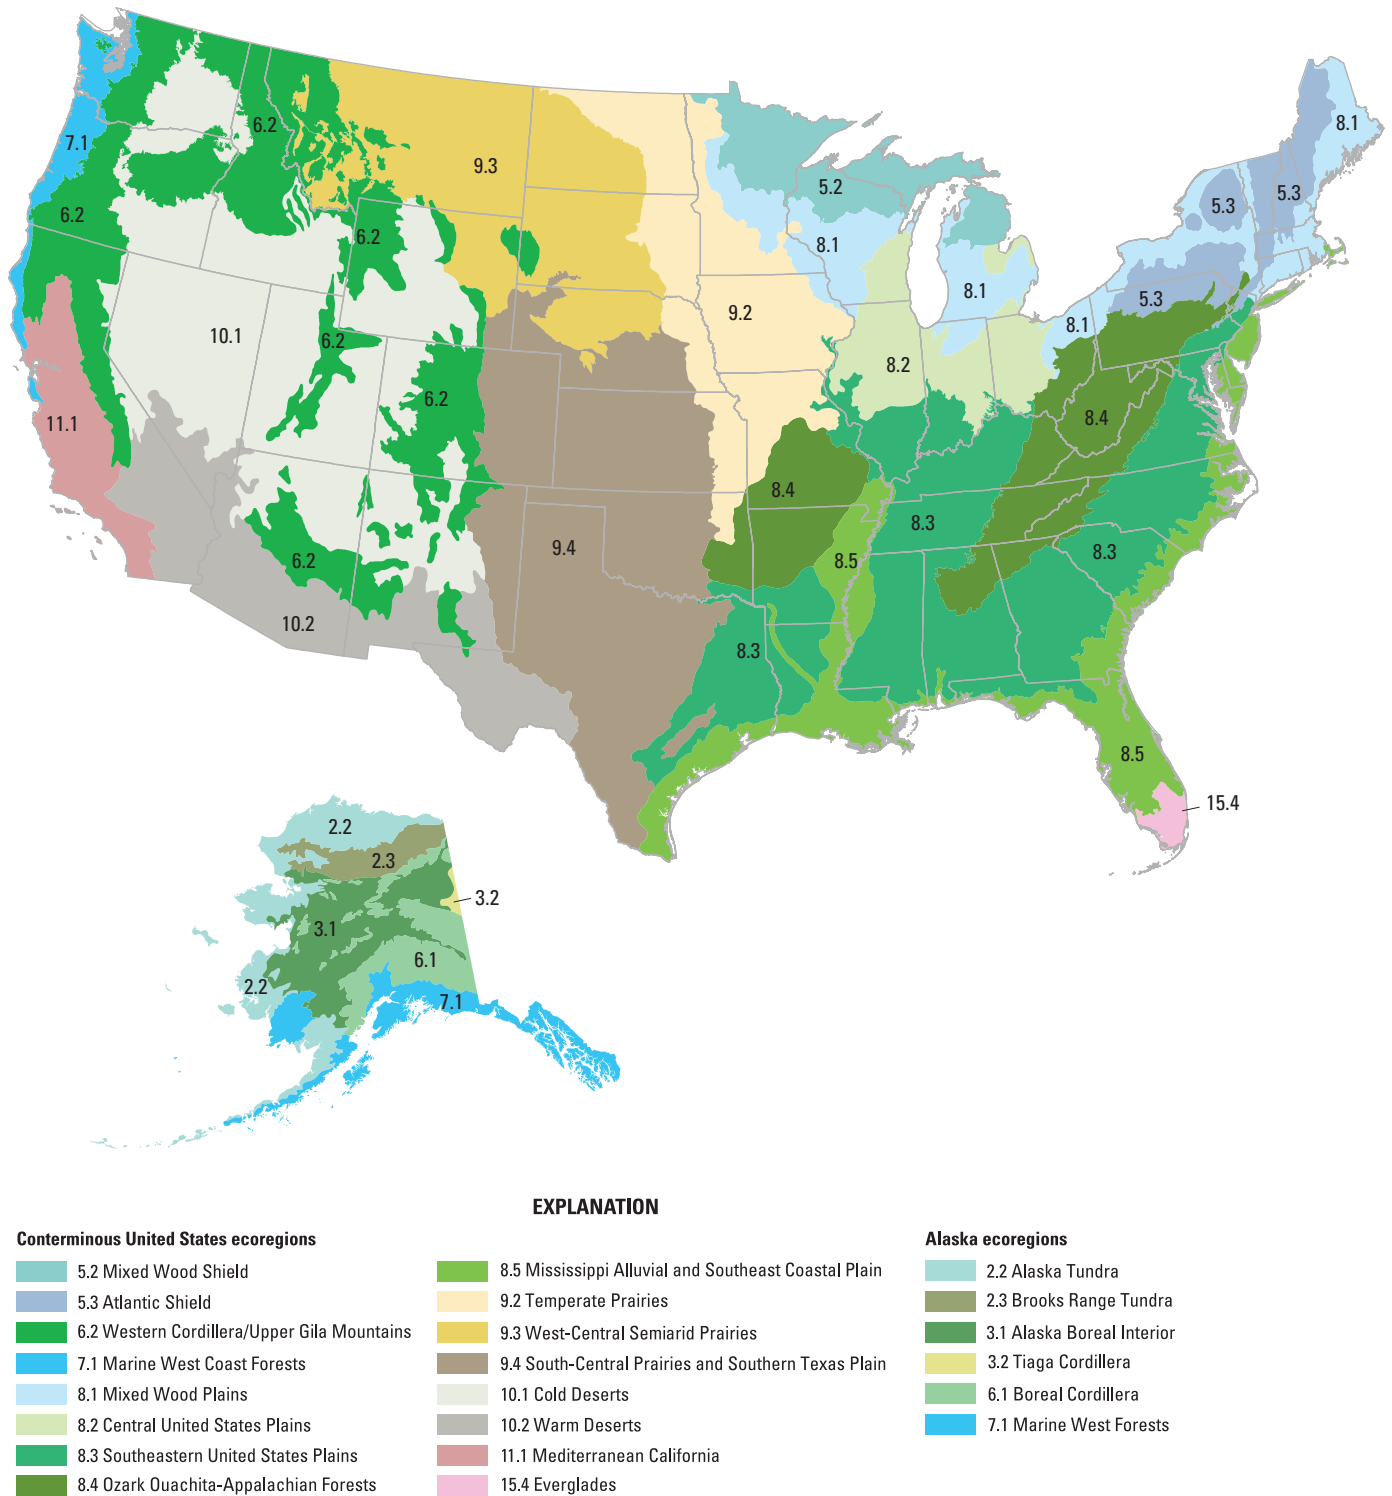 7.1
6.2
6.2
9.3
5.2
8.1
5.3
5.3
6.2
8.1
8.1
5.3
8.1
10.1
6.2
9.2
8.2
6.2
11.1
8.4
8.4
8.3
9.4
6.2
8.5
8.3
10.2
8.3
8.5
15.4
2.2
2.3
3.2
3.1
6.1
2.2
7.1
EXPLANATION
Conterminous United States ecoregions
5.2 Mixed Wood Shield
5.3 Atlantic Shield
6.2 Western Cordillera/Upper Gila Mountains
7.1 Marine West Coast Forests
8.1 Mixed Wood Plains
8.2 Central United States Plains
8.3 Southeastern United States Plains
8.4 Ozark Ouachita-Appalachian Forests
8.5 Mississippi Alluvial and Southeast Coastal Plain
9.2 Temperate Prairies
9.3 West-Central Semiarid Prairies
9.4 South-Central Prairies and Southern Texas Plain
10.1 Cold Deserts
10.2 Warm Deserts
11.1 Mediterranean California
15.4 Everglades
Alaska ecoregions
2.2 Alaska Tundra
2.3 Brooks Range Tundra
3.1 Alaska Boreal Interior
3.2 Tiaga Cordillera
6.1 Boreal Cordillera
7.1 Marine West Forests